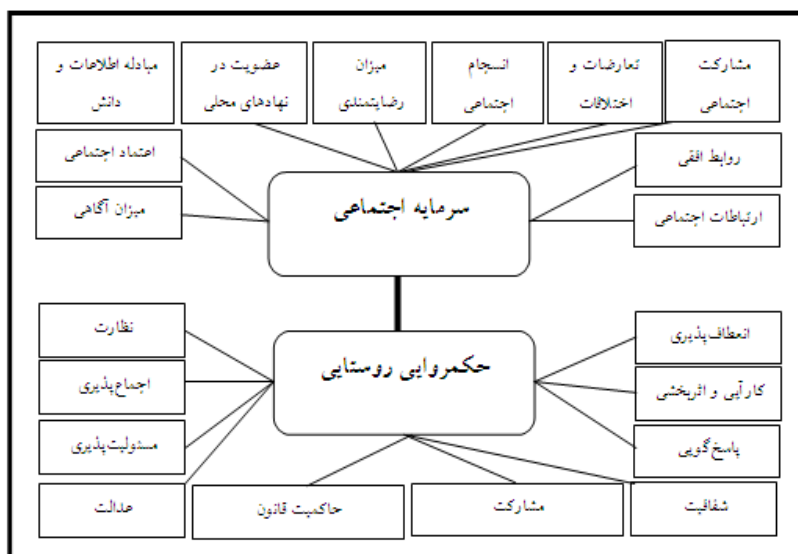 مشارکت
اجتماعی
تعارضات و
اختلافات
انسجام
اجتماعی
میزان
رضایتمندی
عضویت در
نهادهای محلی
مبادله اطلاعات و
دانش
روابط افقی
اعتماد اجتماعی
ارتباطات اجتماعی
سرمایه اجتماعی
میزان آگاهی
انعطاف‌پذیری
حکمروایی روستایی
نظارت
کارآیی و اثربخشی
اجماع‌پذیری
پاسخ‌گویی
مسئولیت‌پذیری
شفافیت
مشارکت
حاکمیت قانون
عدالت